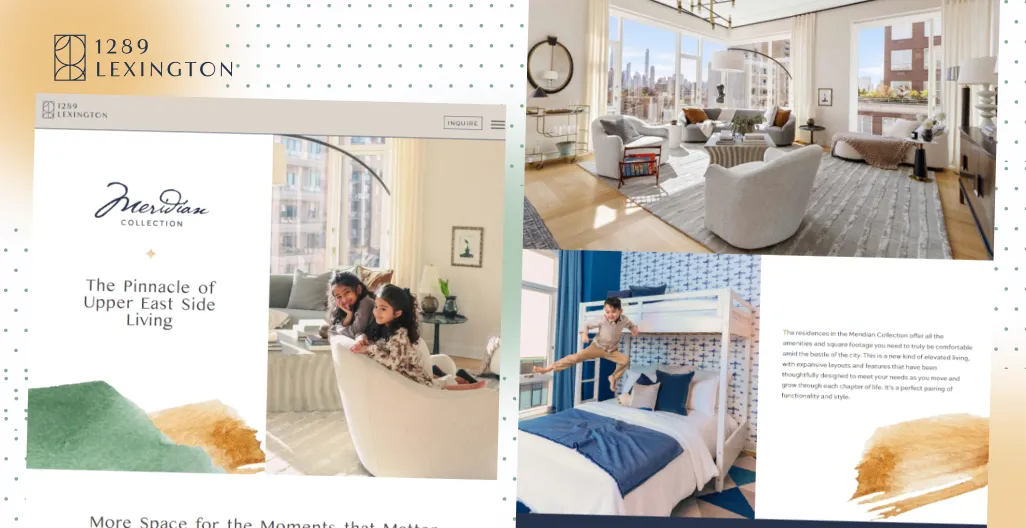 1289
LEXINGTON
1289
LEXINGTON
INQUIRE
Meridian
COLLECTION
The Pinnacle of
Upper East Side
Living
More Space for the Moments that Matter
The residences in the Meridian Collection offer all the
amenities and square footage you need to truly be comfortable
amid the bustle of the city. This is a new kind of elevated living,
with expansive layouts and features that have been
thoughtfully designed to meet your needs as you move and
grow through each chapter of life. It's a perfect pairing of
functionality and style.